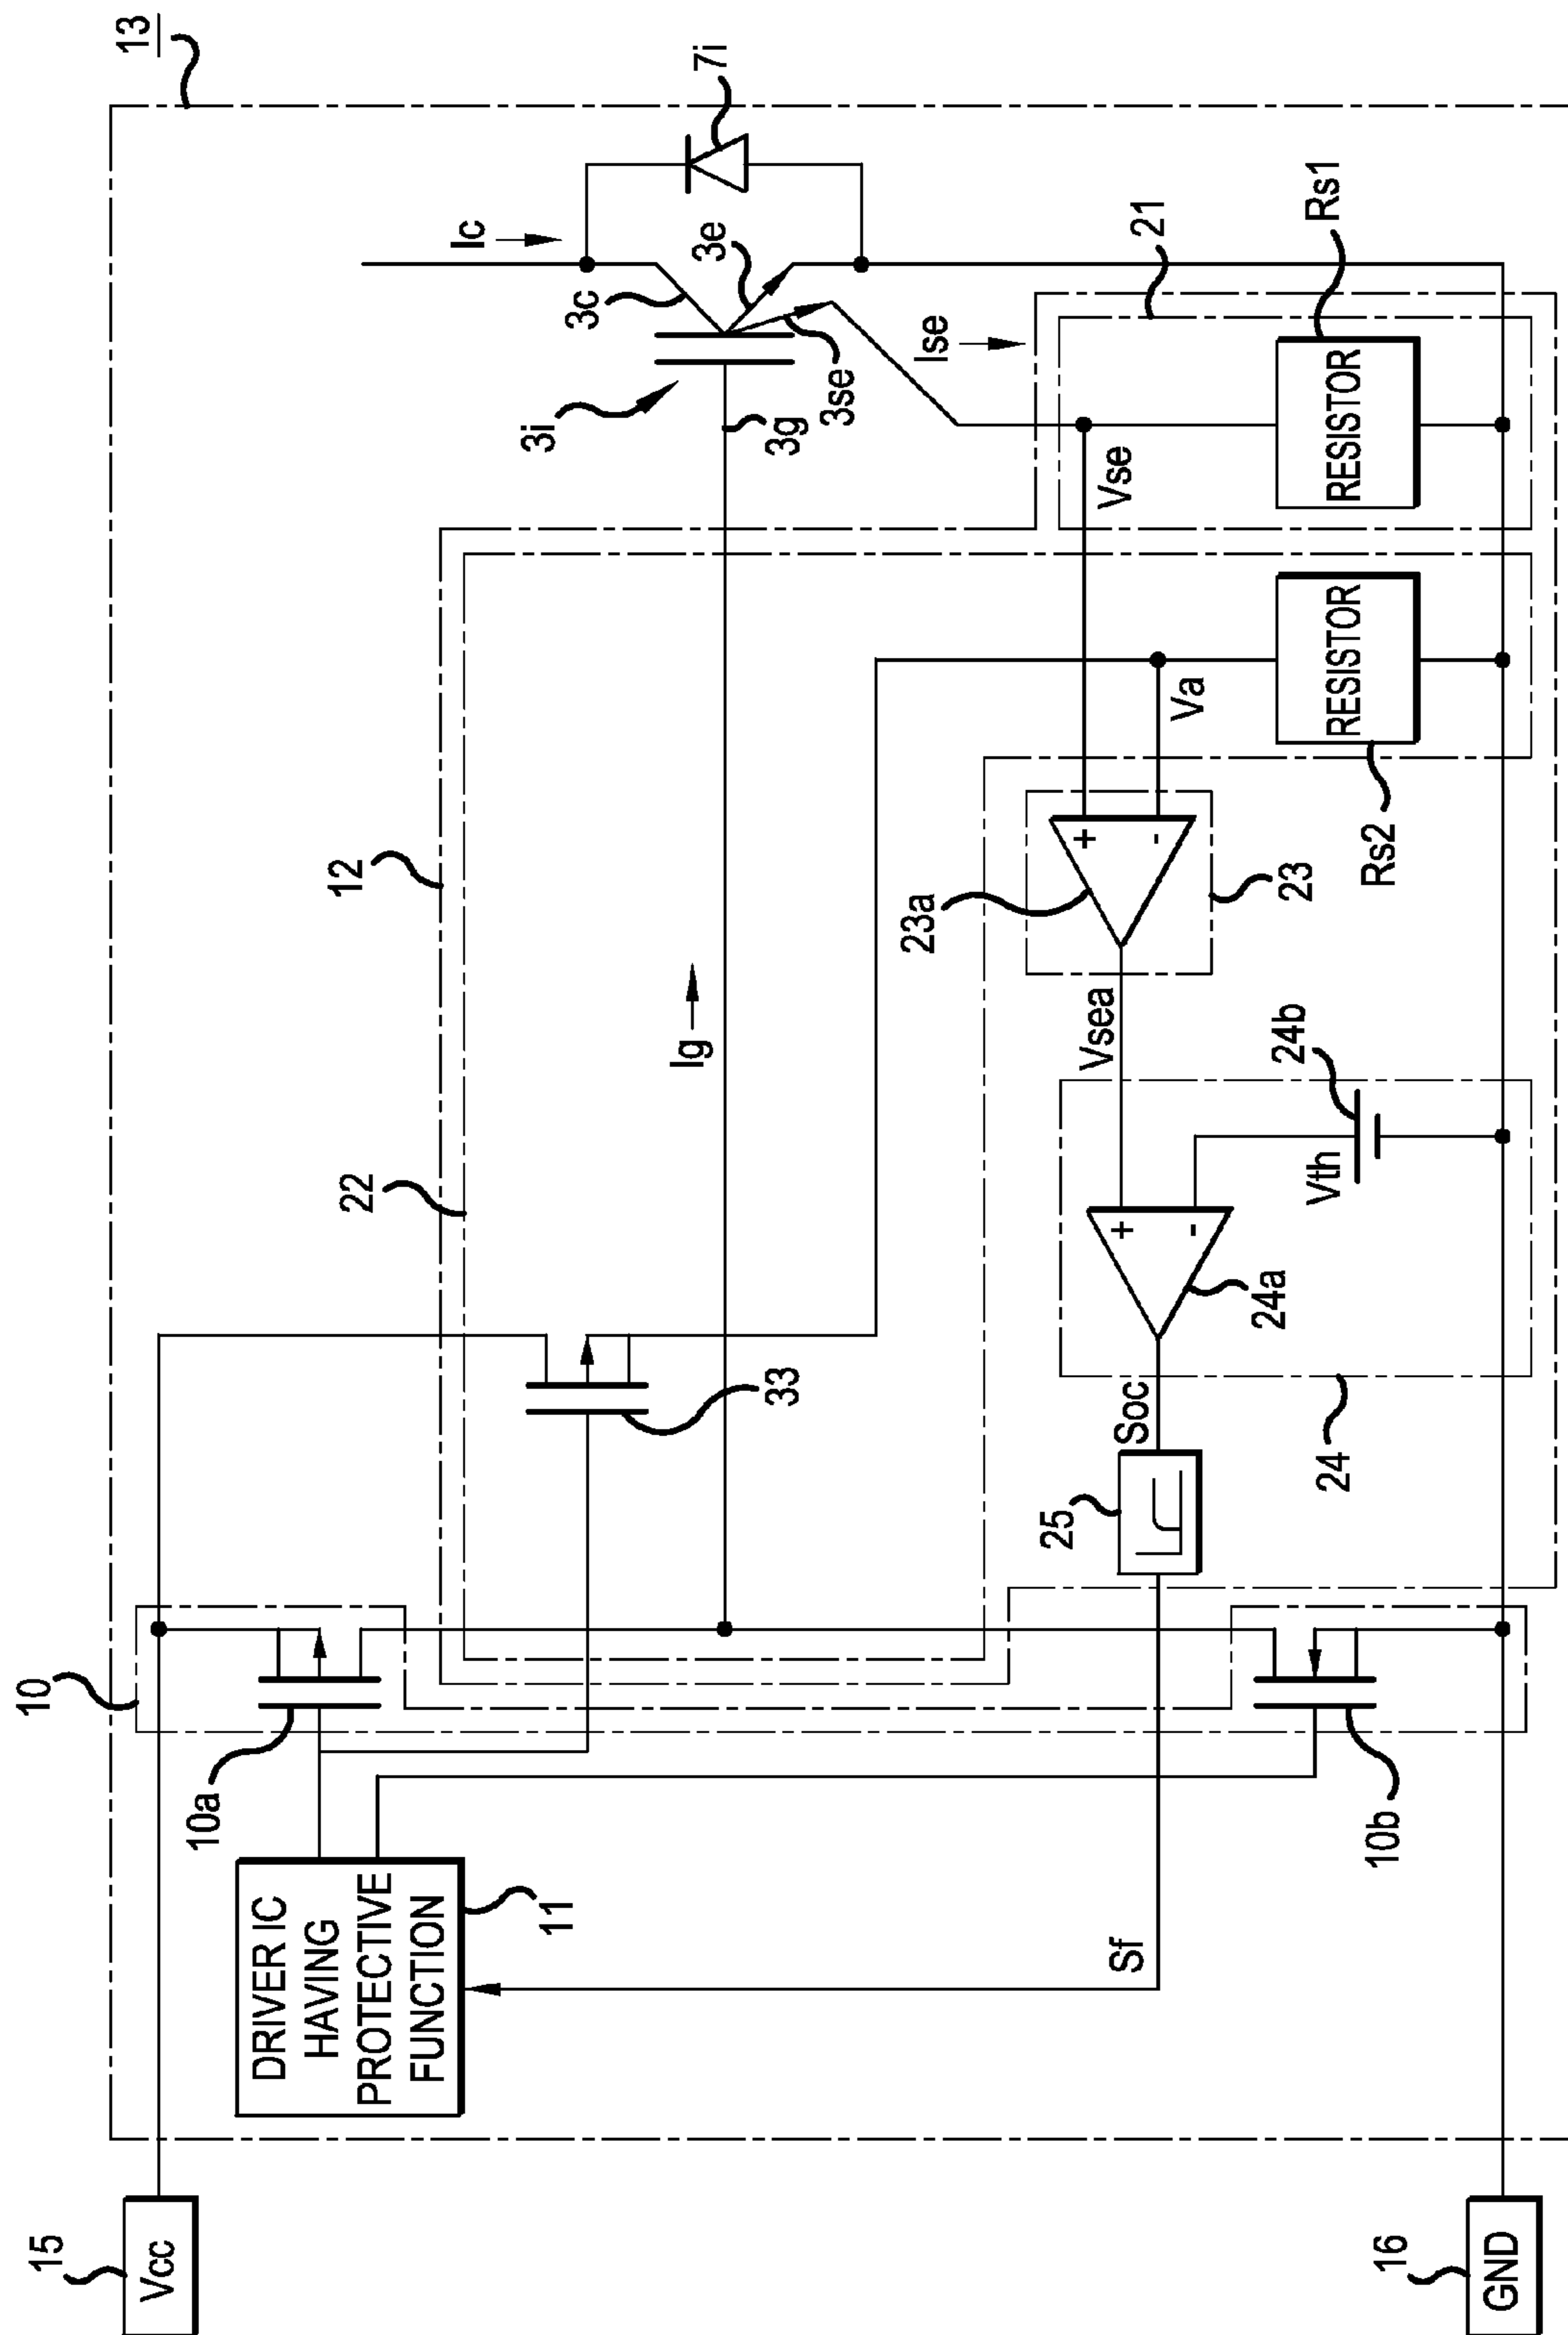 13
15
Vcc
10
10a
DRIVER IC
HAVING
PROTECTIVE
FUNCTION
11
33
22
12
Ig
3i
3g
3c
3e
3se
Ic
7i
Ise
21
Vse
RESISTOR
Rs1
Va
RESISTOR
Rs2
23a
23
Vsea
24b
Vth
24a
24
Soc
25
Sf
10b
16
GND